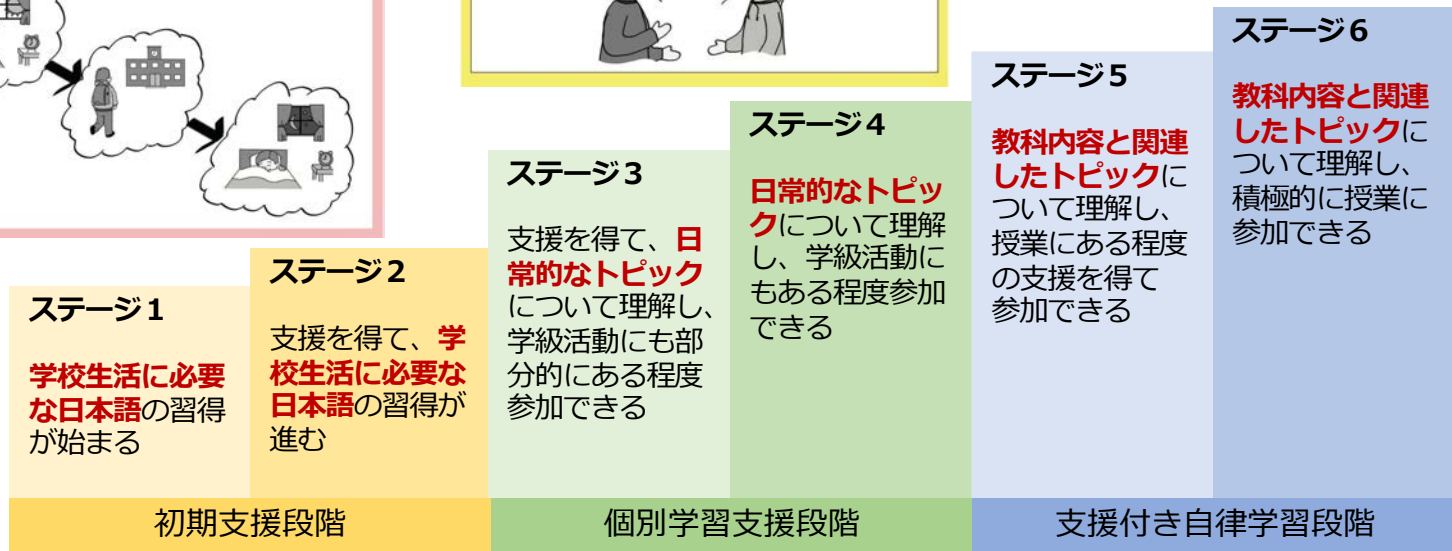 ステージ1
学校生活に必要
な日本語の習得
が始まる
ステージ2
支援を得て、学
校生活に必要な
日本語の習得が
進む
ステージ3
支援を得て、日
常的なトピック
について理解し、
学級活動にも部
分的にある程度
参加できる
ステージ4
日常的なトピッ
クについて理解
し、学級活動に
もある程度参加
できる
ステージ5
教科内容と関連
したトピックに
ついて理解し、
授業にある程度
の支援を得て
参加できる
ステージ6
教科内容と関連
したトピックに
ついて理解し、
積極的に授業に
参加できる
初期支援段階
個別学習支援段階
支援付き自律学習段階